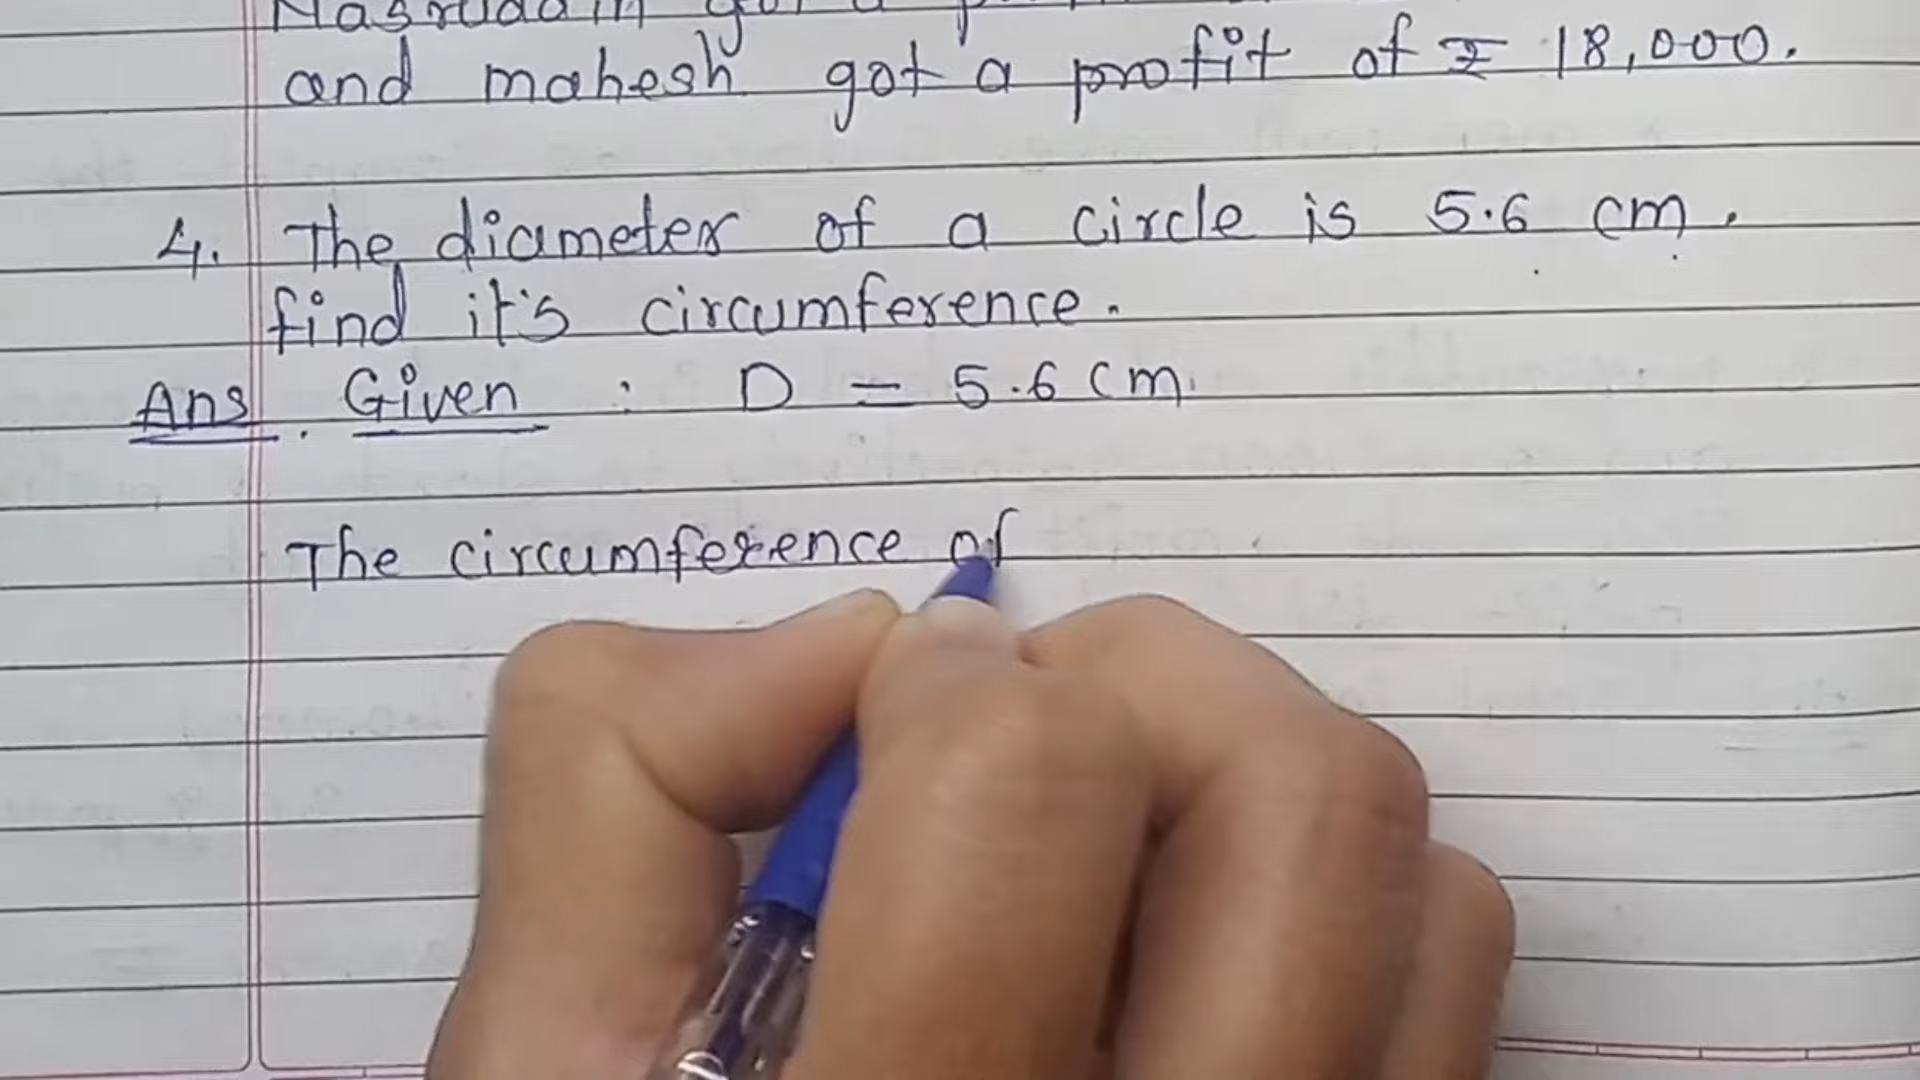 and mahesh got a profit of ₹ 18,000.
4. The diameter of a circle is 5.6 cm.
find it's circumference.
Ans. Given : D = 5.6 cm.
The circumference of